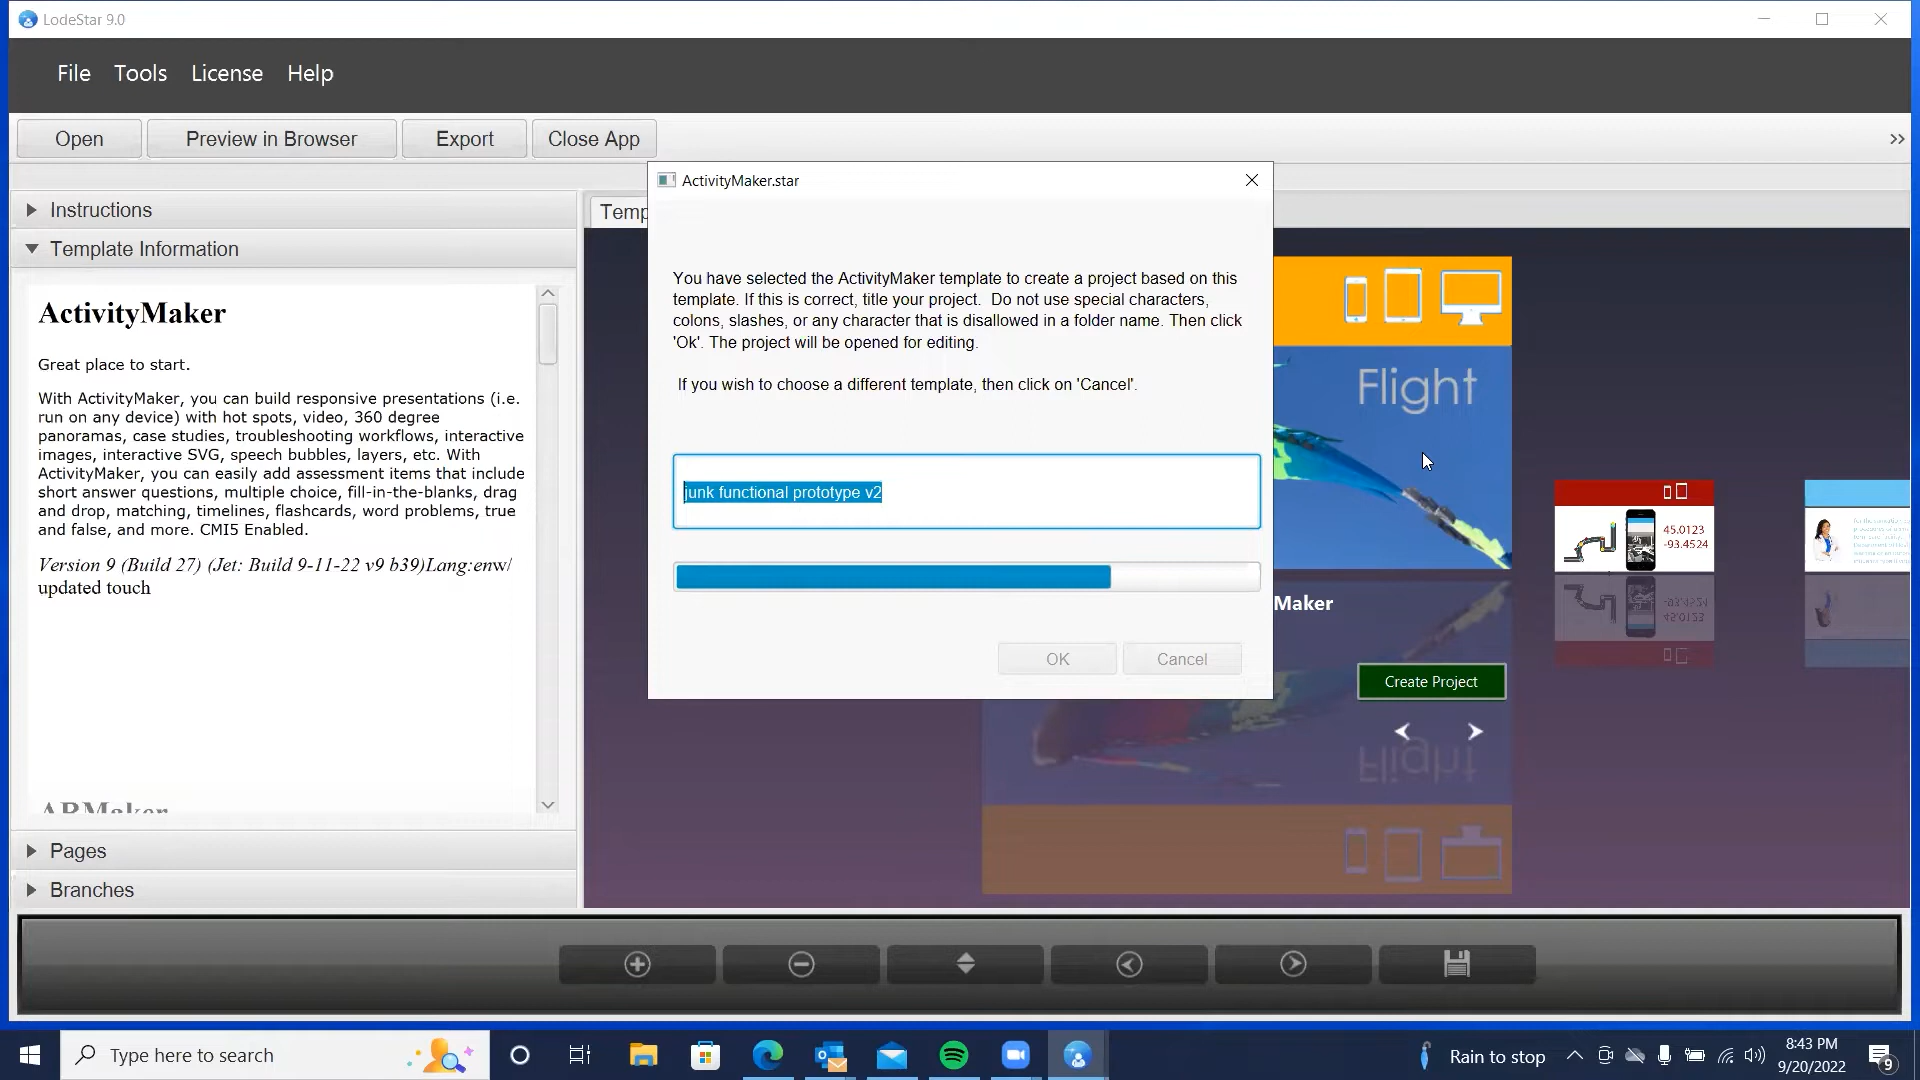 LodeStar 9.0
File Tools License Help
Open Preview in Browser Export Close App
>>
ActivityMaker.star
Instructions
Template Information
ActivityMaker
Great place to start.
With ActivityMaker, you can build responsive presentations (i.e.
run on any device) with hot spots, video, 360 degree
panoramas, case studies, troubleshooting workflows, interactive
images, interactive SVG, speech bubbles, layers, etc. With
ActivityMaker, you can easily add assessment items that include
short answer questions, multiple choice, fill-in-the-blanks, drag
and drop, matching, timelines, flashcards, word problems, true
and false, and more. CMI5 Enabled.
Version 9 (Build 27) (Jet: Build 9-11-22 v9 b39)Lang:enw/
updated touch
ARMaker
Pages
Branches
Temp
You have selected the ActivityMaker template to create a project based on this
template. If this is correct, title your project. Do not use special characters,
colons, slashes, or any character that is disallowed in a folder name. Then click
'Ok'. The project will be opened for editing.
If you wish to choose a different template, then click on 'Cancel'.
junk functional prototype v2
OK Cancel
Flight
Maker
Create Project
Flight
45.0123
-93.4524
-93.4524
45.0123
Type here to search
Rain to stop
8:43 PM
9/20/2022
9